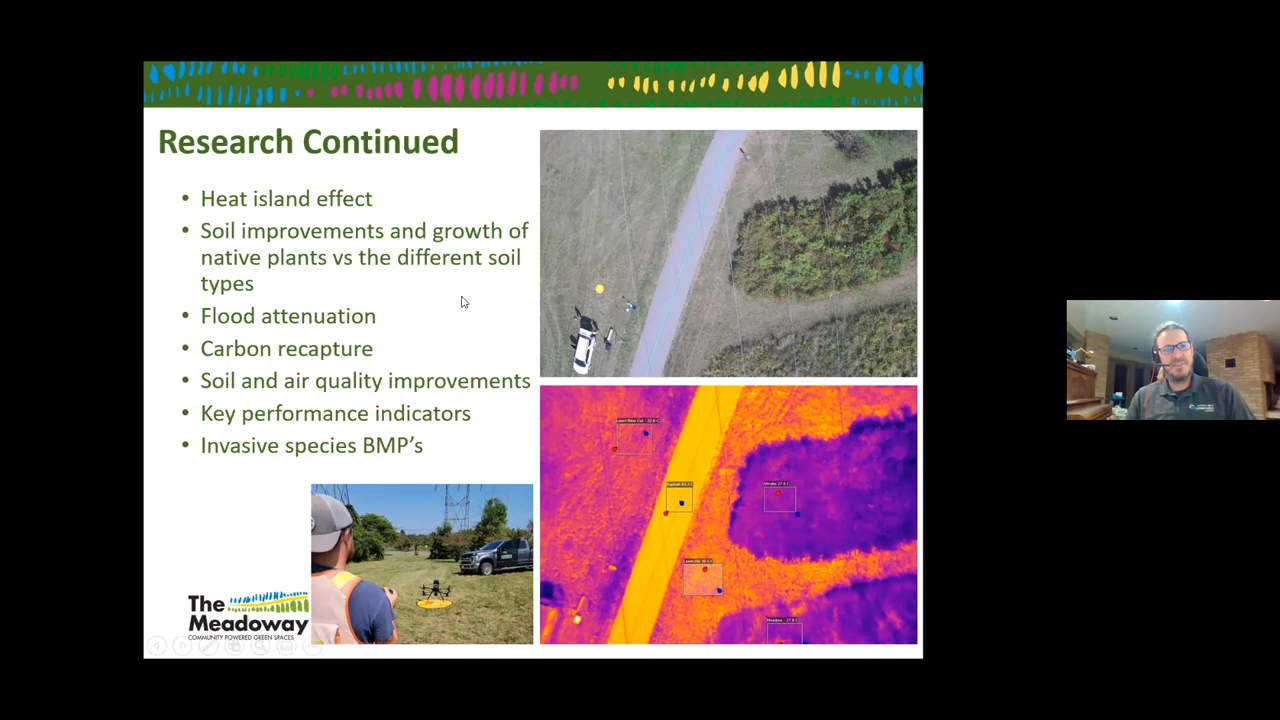 Research Continued
• Heat island effect
• Soil improvements and growth of
native plants vs the different soil
types
• Flood attenuation
• Carbon recapture
• Soil and air quality improvements
• Key performance indicators
• Invasive species BMP's
The
Meadoway
COMMUNITY POWERED GREEN SPACES